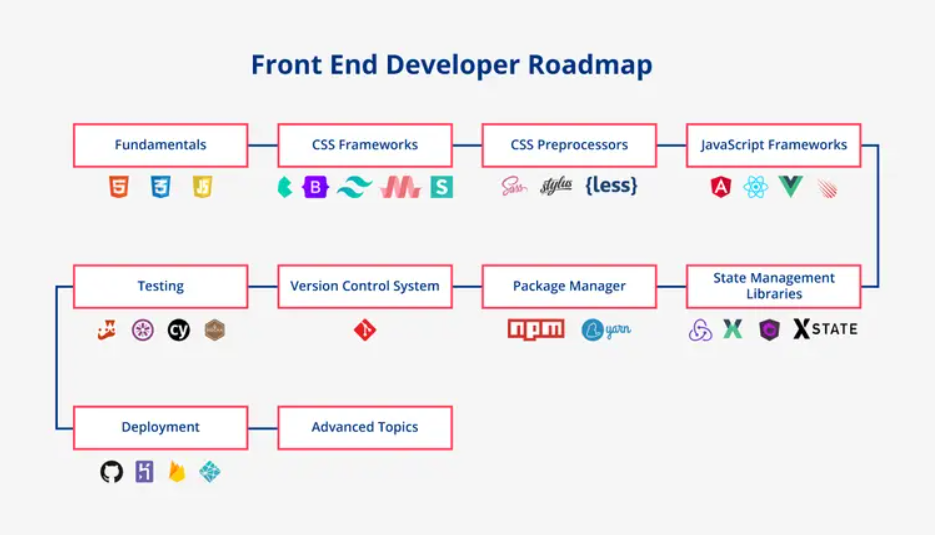 Front End Developer Roadmap
Fundamentals
CSS Frameworks
CSS Preprocessors
JavaScript Frameworks
5
3
JS
B
S
Sass
stylus
{less}
A
Testing
Version Control System
Package Manager
State Management
Libraries
cy
npm
yarn
XSTATE
Deployment
Advanced Topics